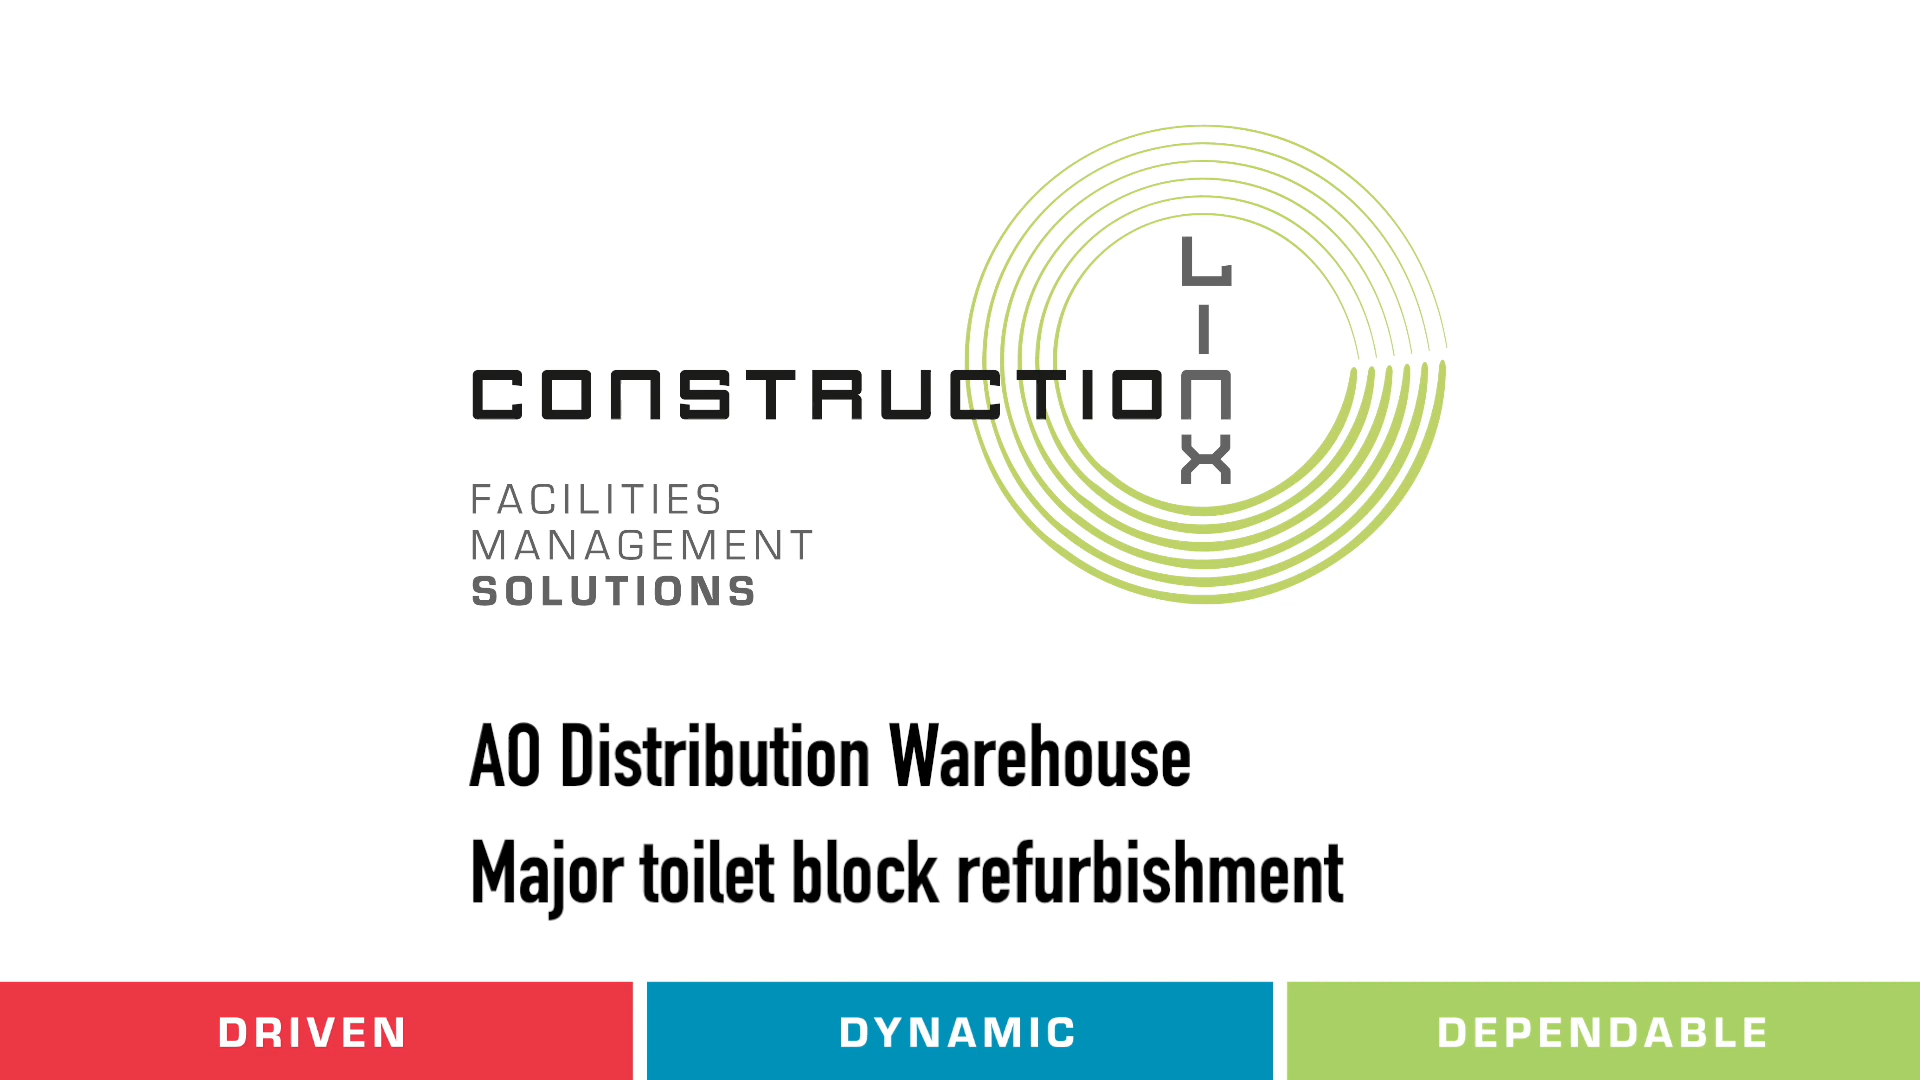 CONSTRUCTION
LINX
FACILITIES
MANAGEMENT
SOLUTIONS
AO Distribution Warehouse
Major toilet block refurbishment
DRIVEN
DYNAMIC
DEPENDABLE